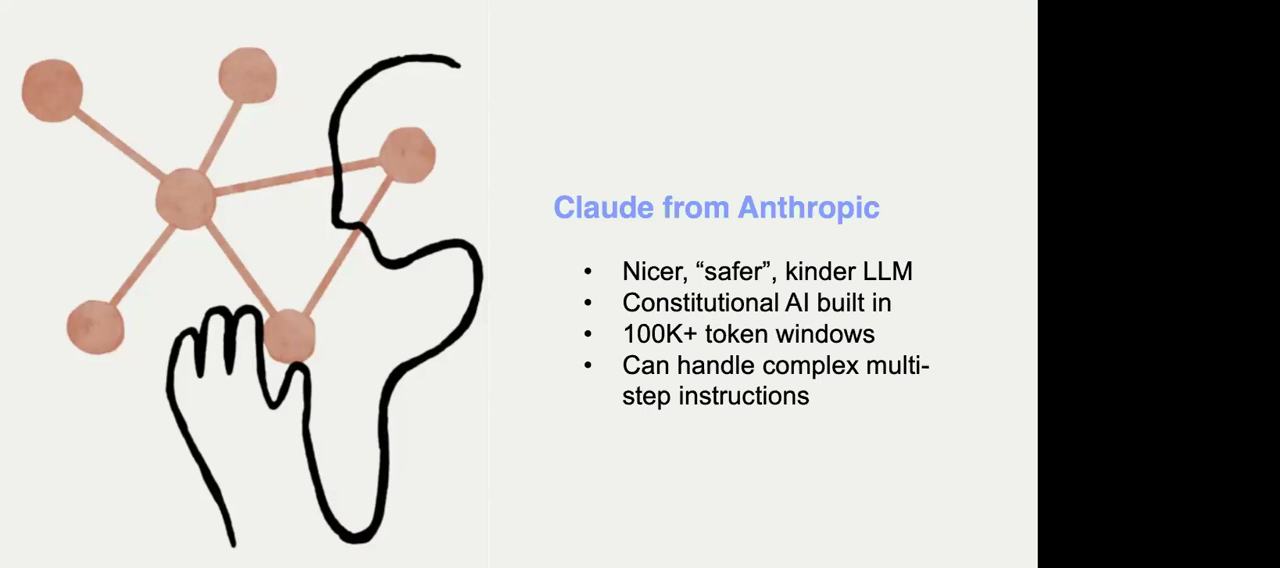 Claude from Anthropic
• Nicer, “safer”, kinder LLM
• Constitutional AI built in
• 100K+ token windows
• Can handle complex multi-
step instructions